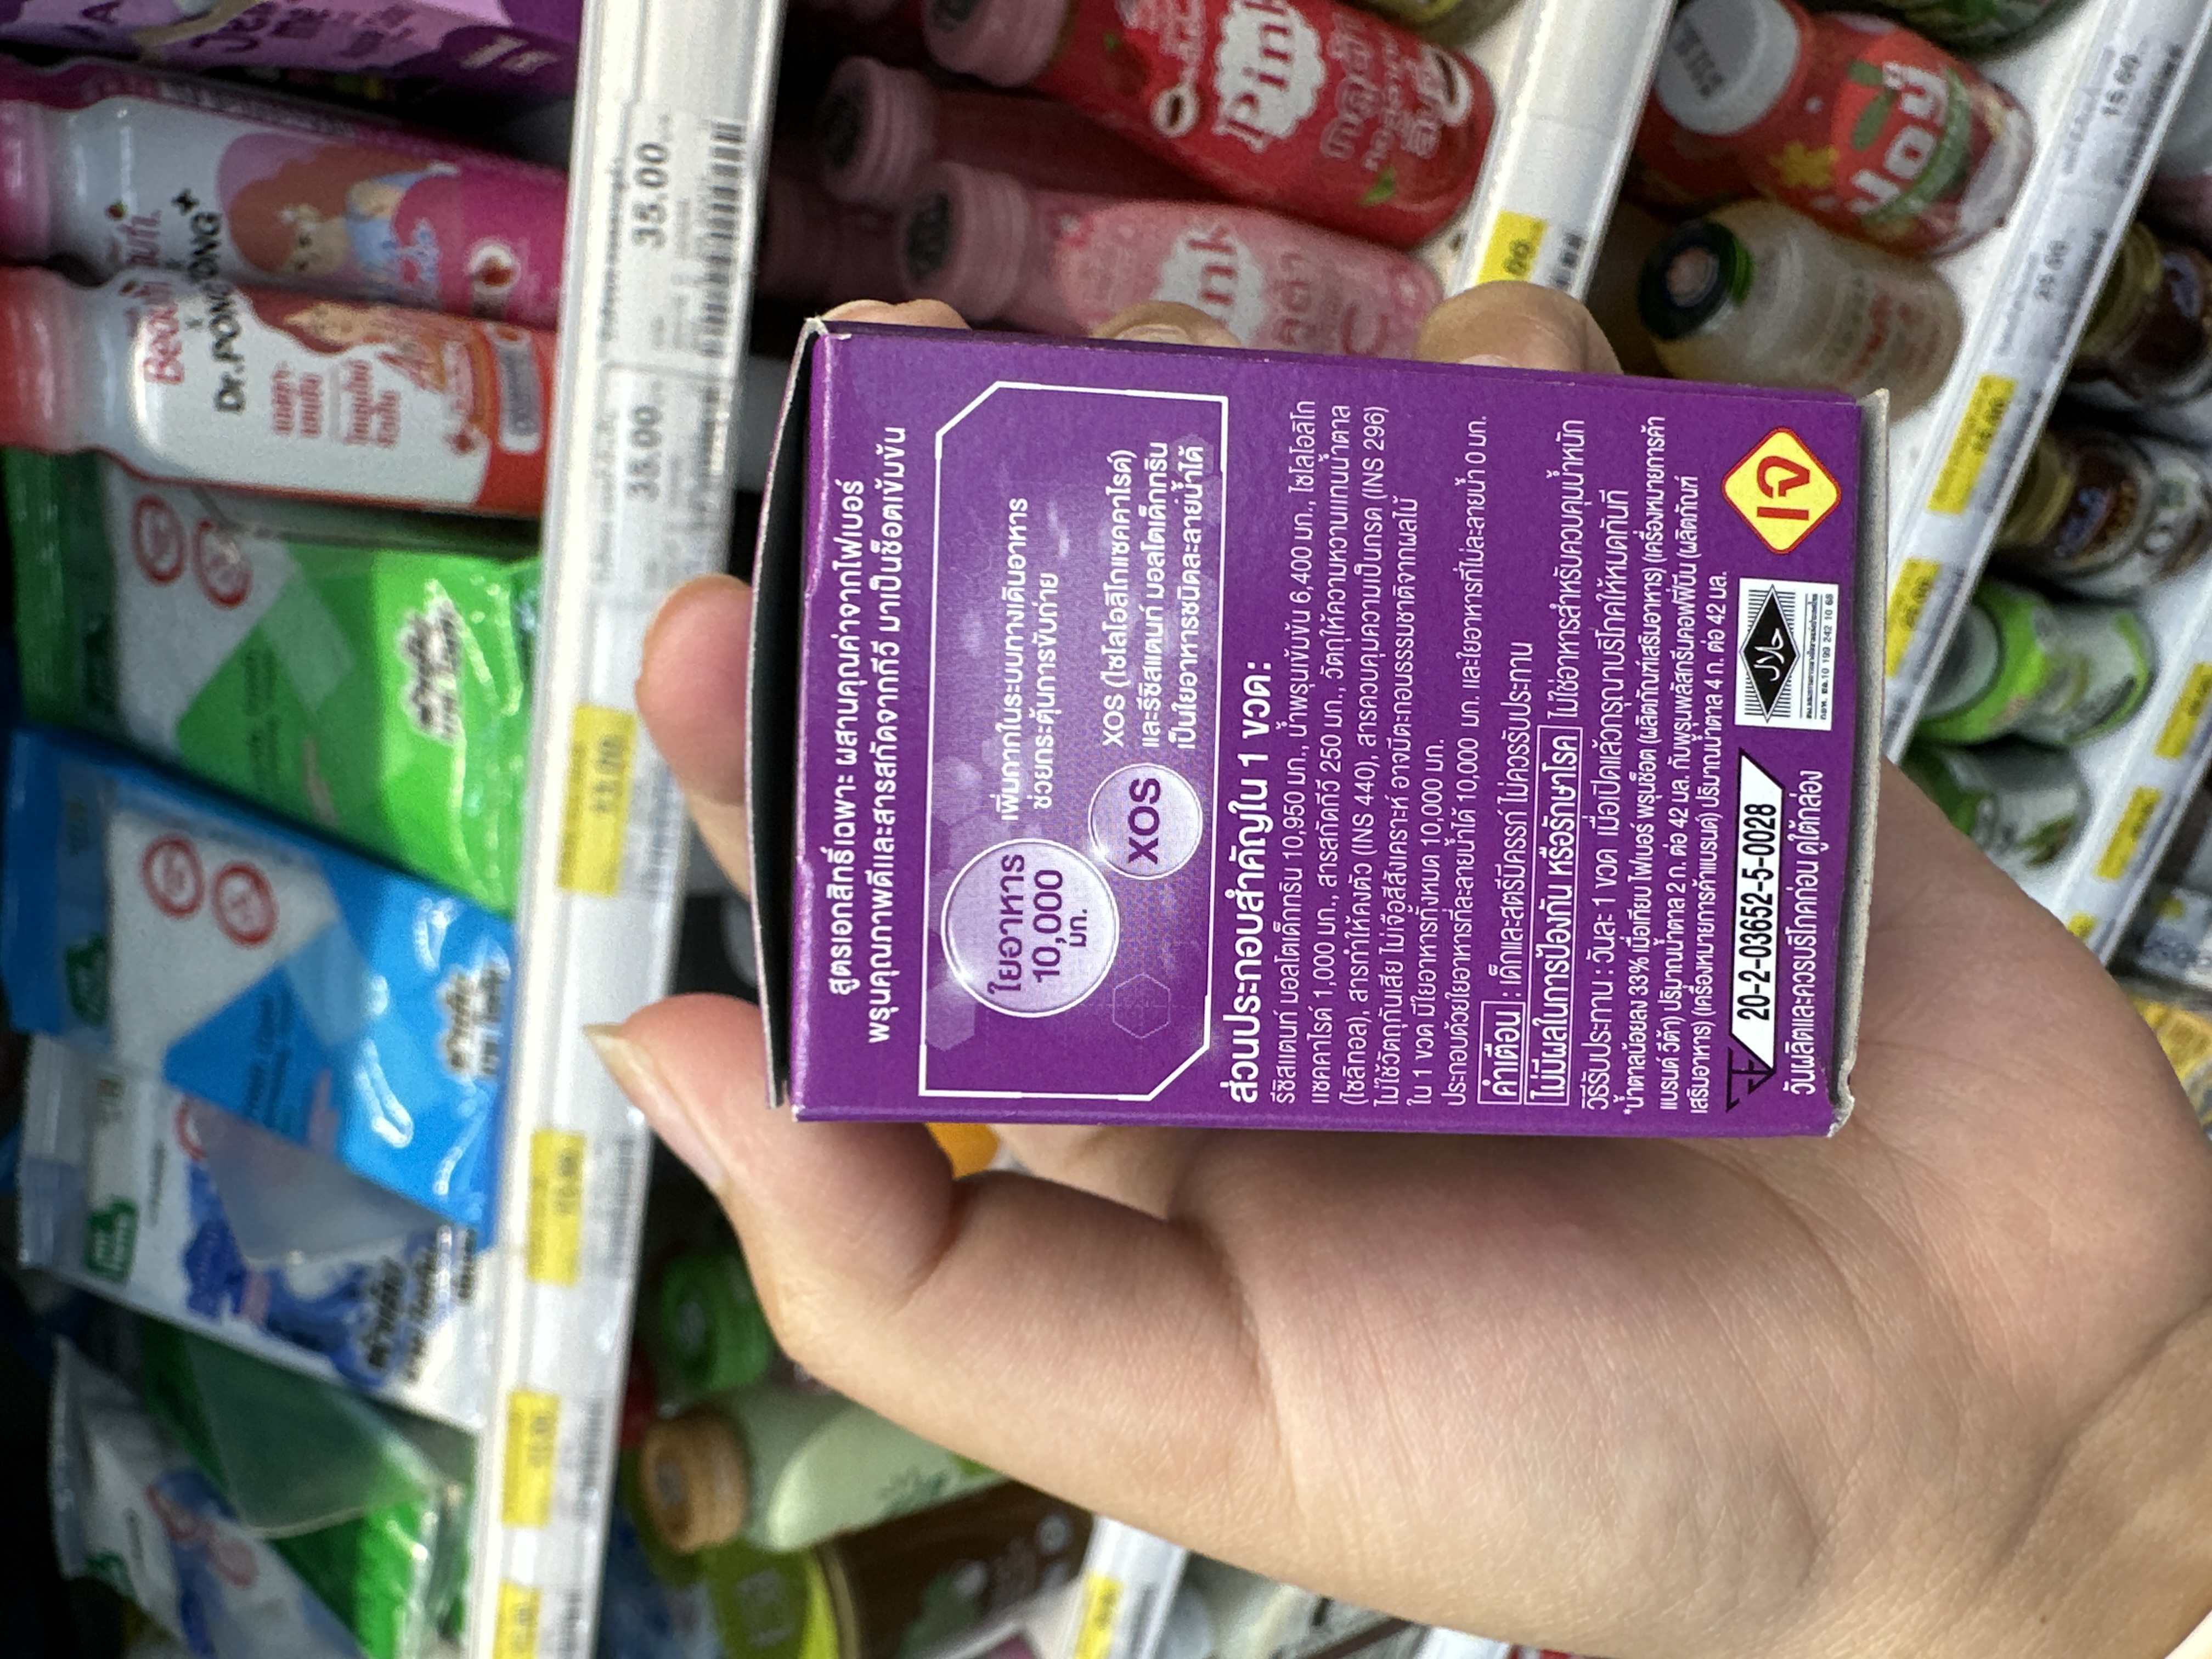 Beauti
Dr.PONG
35.00
35.00
13.00
สูตรเอกสิทธิ์เฉพาะ ผสานคุณค่าจากไฟเบอร์
พรุนคุณภาพดีและสารสกัดจากกีวี มาเป็นช็อตเข้มข้น
ใยอาหาร
10,000
มก.
เพิ่มกากในระบบทางเดินอาหาร
ช่วยกระตุ้นการขับถ่าย
XOS
XOS (ไซโลโอลิโกแซคคาไรด์)
และรีซิสแตนท์ มอลโตเด็กทริน
เป็นใยอาหารชนิดละลายน้ำได้
ส่วนประกอบสำคัญใน 1 ขวด:
รีซิสแตนท์ มอลโตเด็กทริน 10,950 มก., น้ำพรุนเข้มข้น 6,400 มก., ไซโลโอลิโก
แซคคาไรด์ 1,000 มก., สารสกัดกีวี 250 มก., วัตถุให้ความหวานแทนน้ำตาล
(ไซลิทอล), สารทำให้คงตัว (INS 440), สารควบคุมความเป็นกรด (INS 296)
ไม่ใช้วัตถุกันเสีย ไม่เจือสีสังเคราะห์ อาจมีตะกอนธรรมชาติจากผลไม้
ใน 1 ขวด มีใยอาหารทั้งหมด 10,000 มก.
ประกอบด้วยใยอาหารที่ละลายน้ำได้ 10,000 มก. และใยอาหารที่ไม่ละลายน้ำ 0 มก.
คำเตือน : เด็กและสตรีมีครรภ์ ไม่ควรรับประทาน
ไม่มีผลในการป้องกัน หรือรักษาโรค ไม่ใช่อาหารสำหรับควบคุมน้ำหนัก
วิธีรับประทาน : วันละ 1 ขวด เมื่อเปิดแล้วกรุณาบริโภคให้หมดทันที
*น้ำตาลน้อยลง 33% เมื่อเทียบ ไฟเบอร์ พรุนช็อต (ผลิตภัณฑ์เสริมอาหาร) (เครื่องหมายการค้า
แบรนด์ วีต้า) ปริมาณน้ำตาล 2 ก. ต่อ 42 มล. กับพรุนพลัสกรีนคอฟฟี่บีน (ผลิตภัณฑ์
เสริมอาหาร) (เครื่องหมายการค้าแบรนด์) ปริมาณน้ำตาล 4 ก. ต่อ 42 มล.
20-2-03652-5-0028
วันผลิตและควรบริโภคก่อน ดูใต้กล่อง
حلال
กอท. ฮล.10 199 242 10 68
เจ
Pink
25.00
15.00